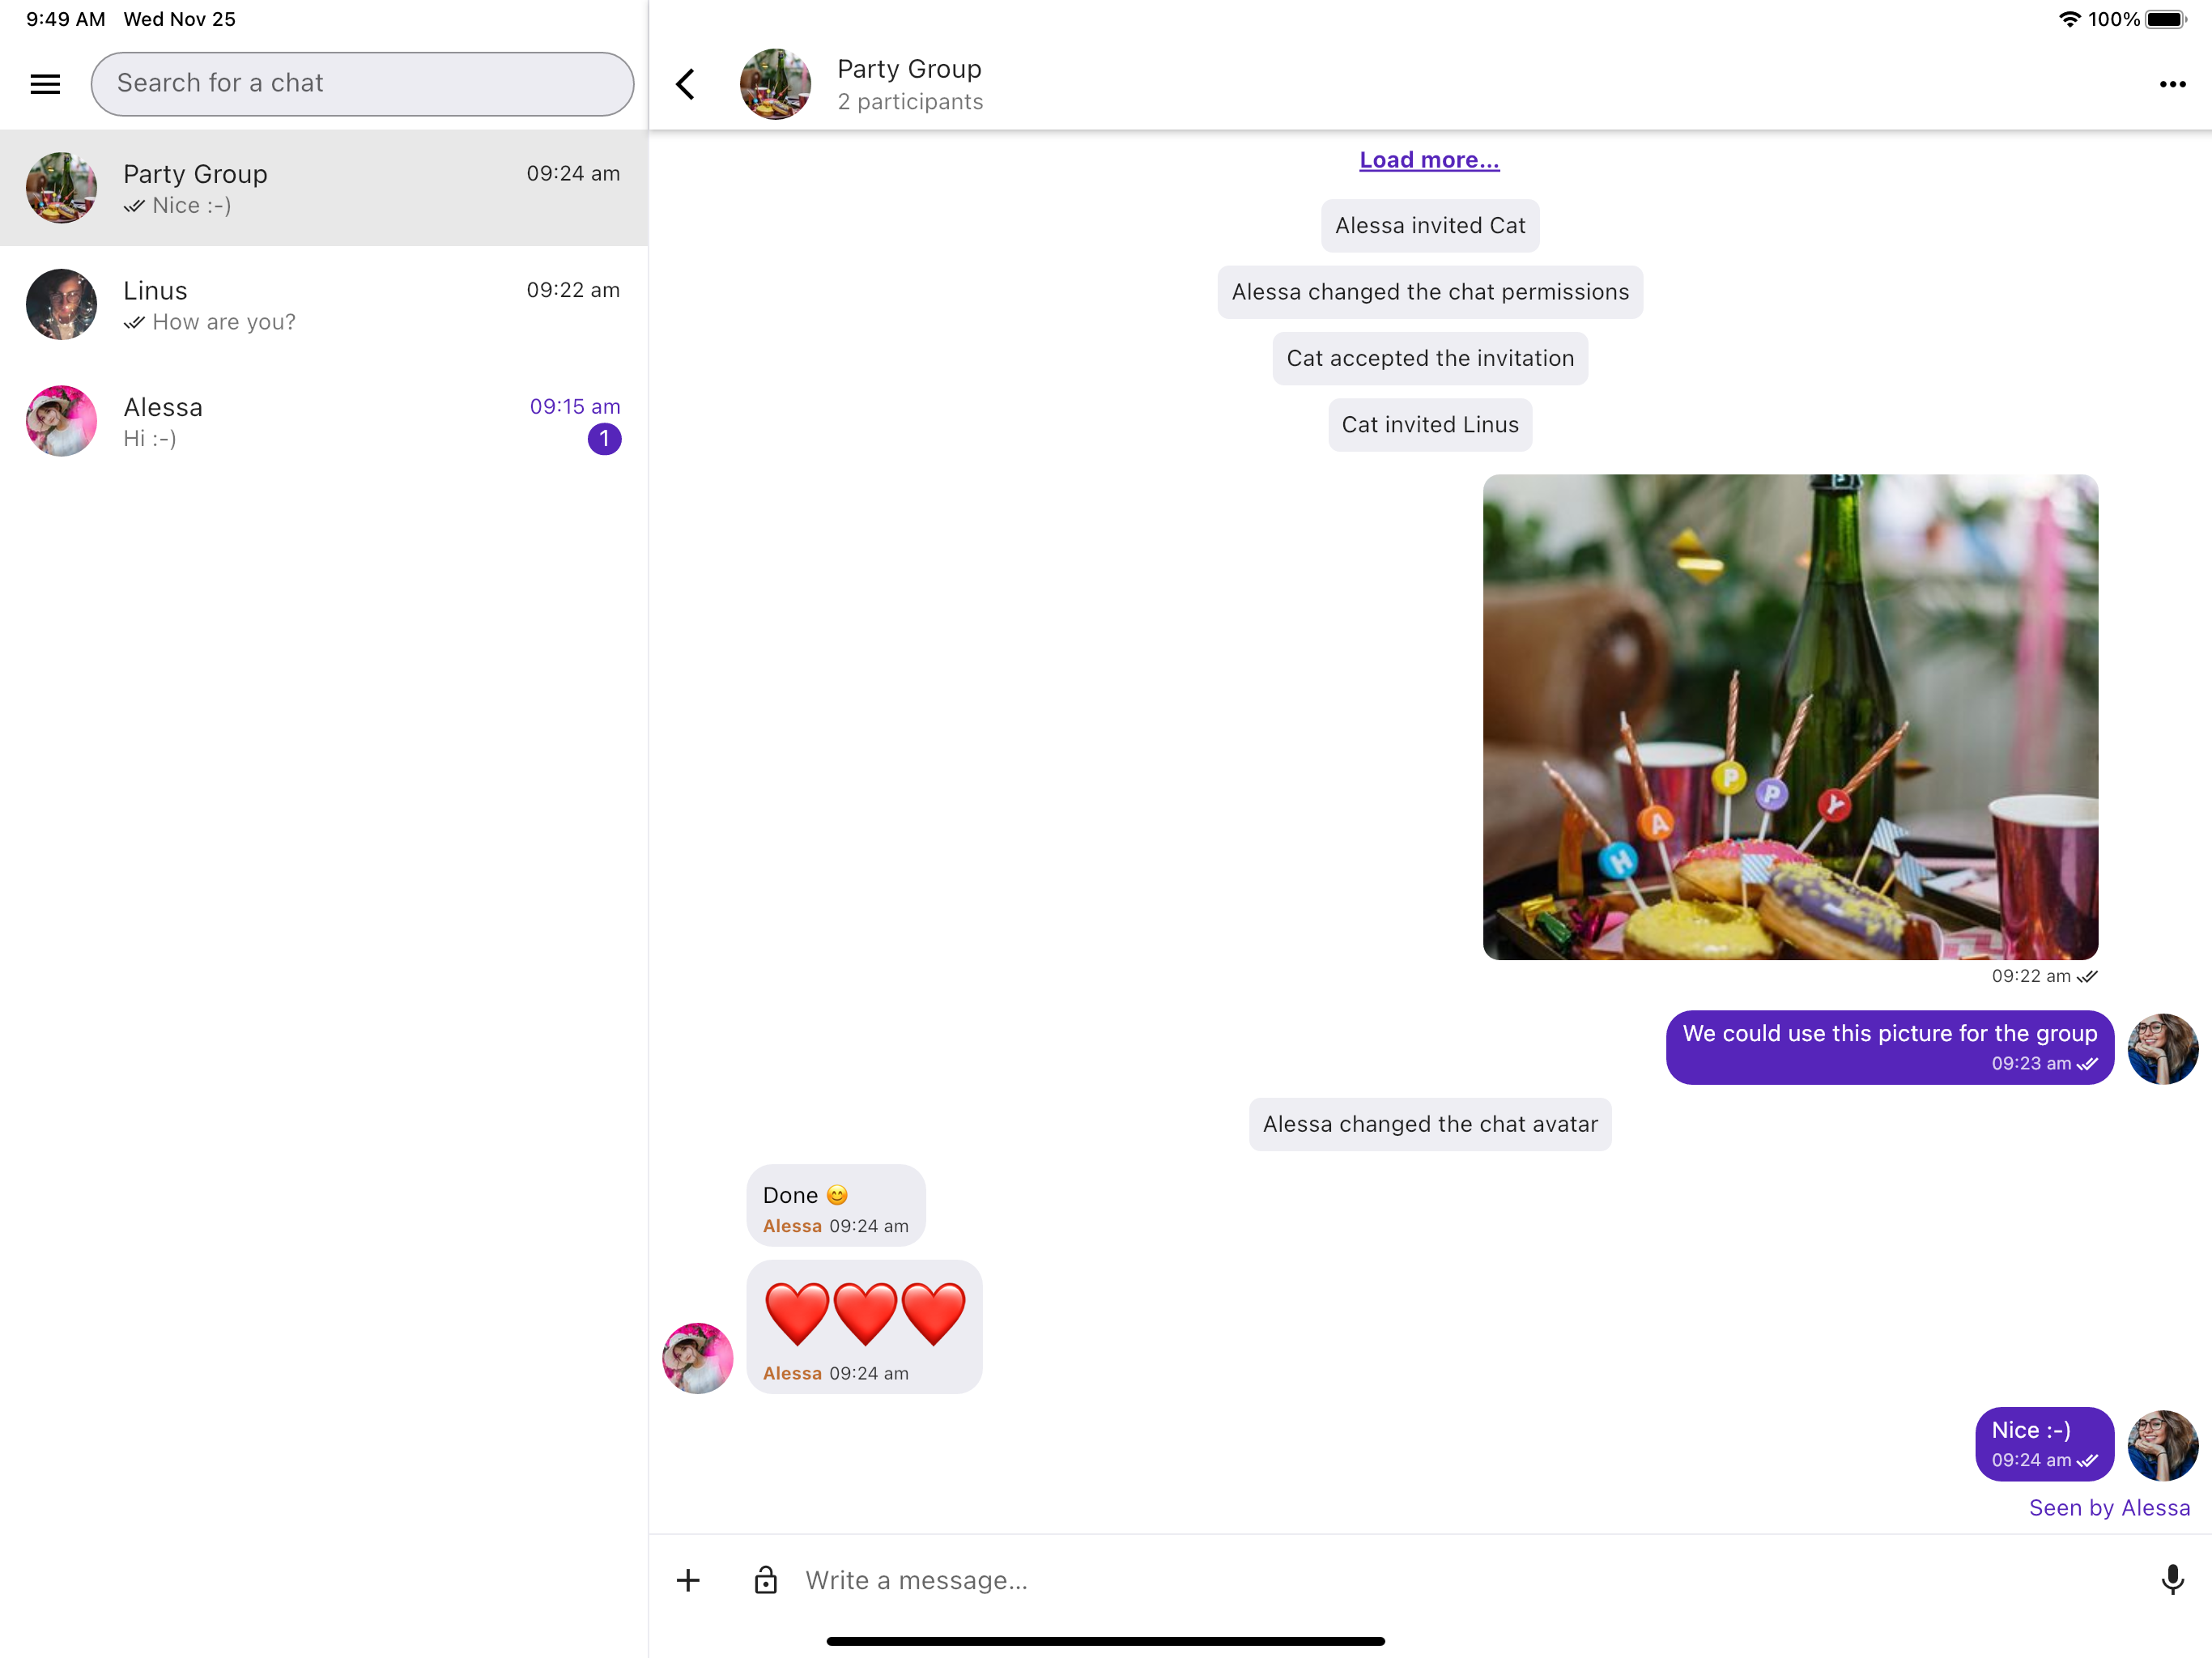 9:49 AM Wed Nov 25
100%
Search for a chat
Party Group
09:24 am
Nice :-)
Linus
09:22 am
How are you?
Alessa
09:15 am
Hi :-)
1
Party Group
2 participants
Load more...
Alessa invited Cat
Alessa changed the chat permissions
Cat accepted the invitation
Cat invited Linus
H A P P Y
09:22 am
We could use this picture for the group
09:23 am
Alessa changed the chat avatar
Done 😊
Alessa 09:24 am
❤️❤️❤️
Alessa 09:24 am
Nice :-)
09:24 am
Seen by Alessa
Write a message...